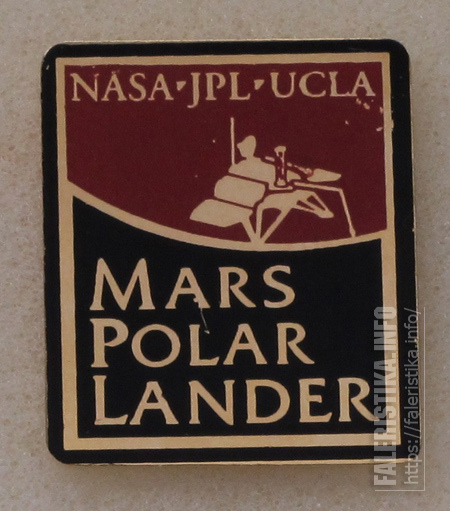 NASA·JPL·UCLA
MARS
POLAR
LANDER
FALERISTIKA.INFO
https://faleristika.info/